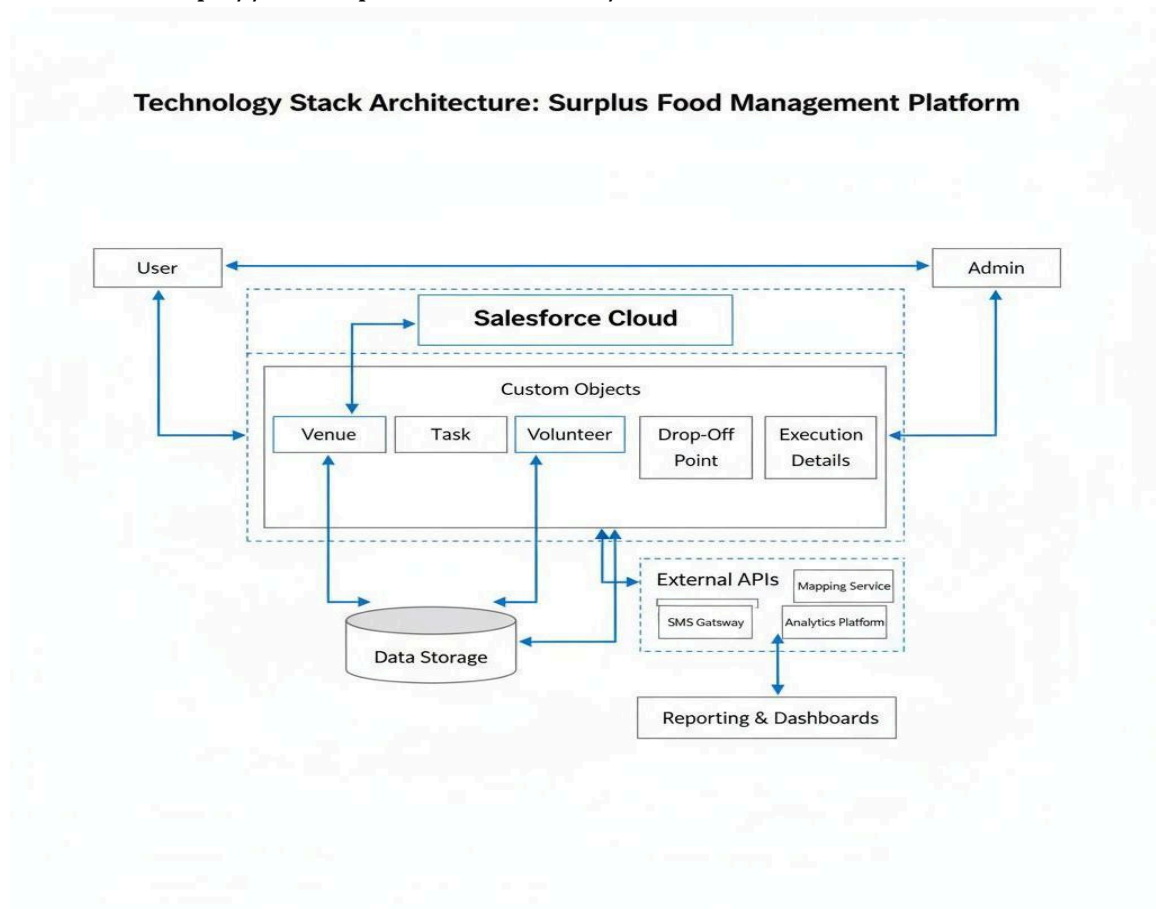 Technology Stack Architecture: Surplus Food Management Platform
User
Admin
Salesforce Cloud
Custom Objects
Venue
Task
Volunteer
Drop-Off
Point
Execution
Details
External APIs
Mapping Service
SMS Gatsway
Analytics Platform
Data Storage
Reporting & Dashboards